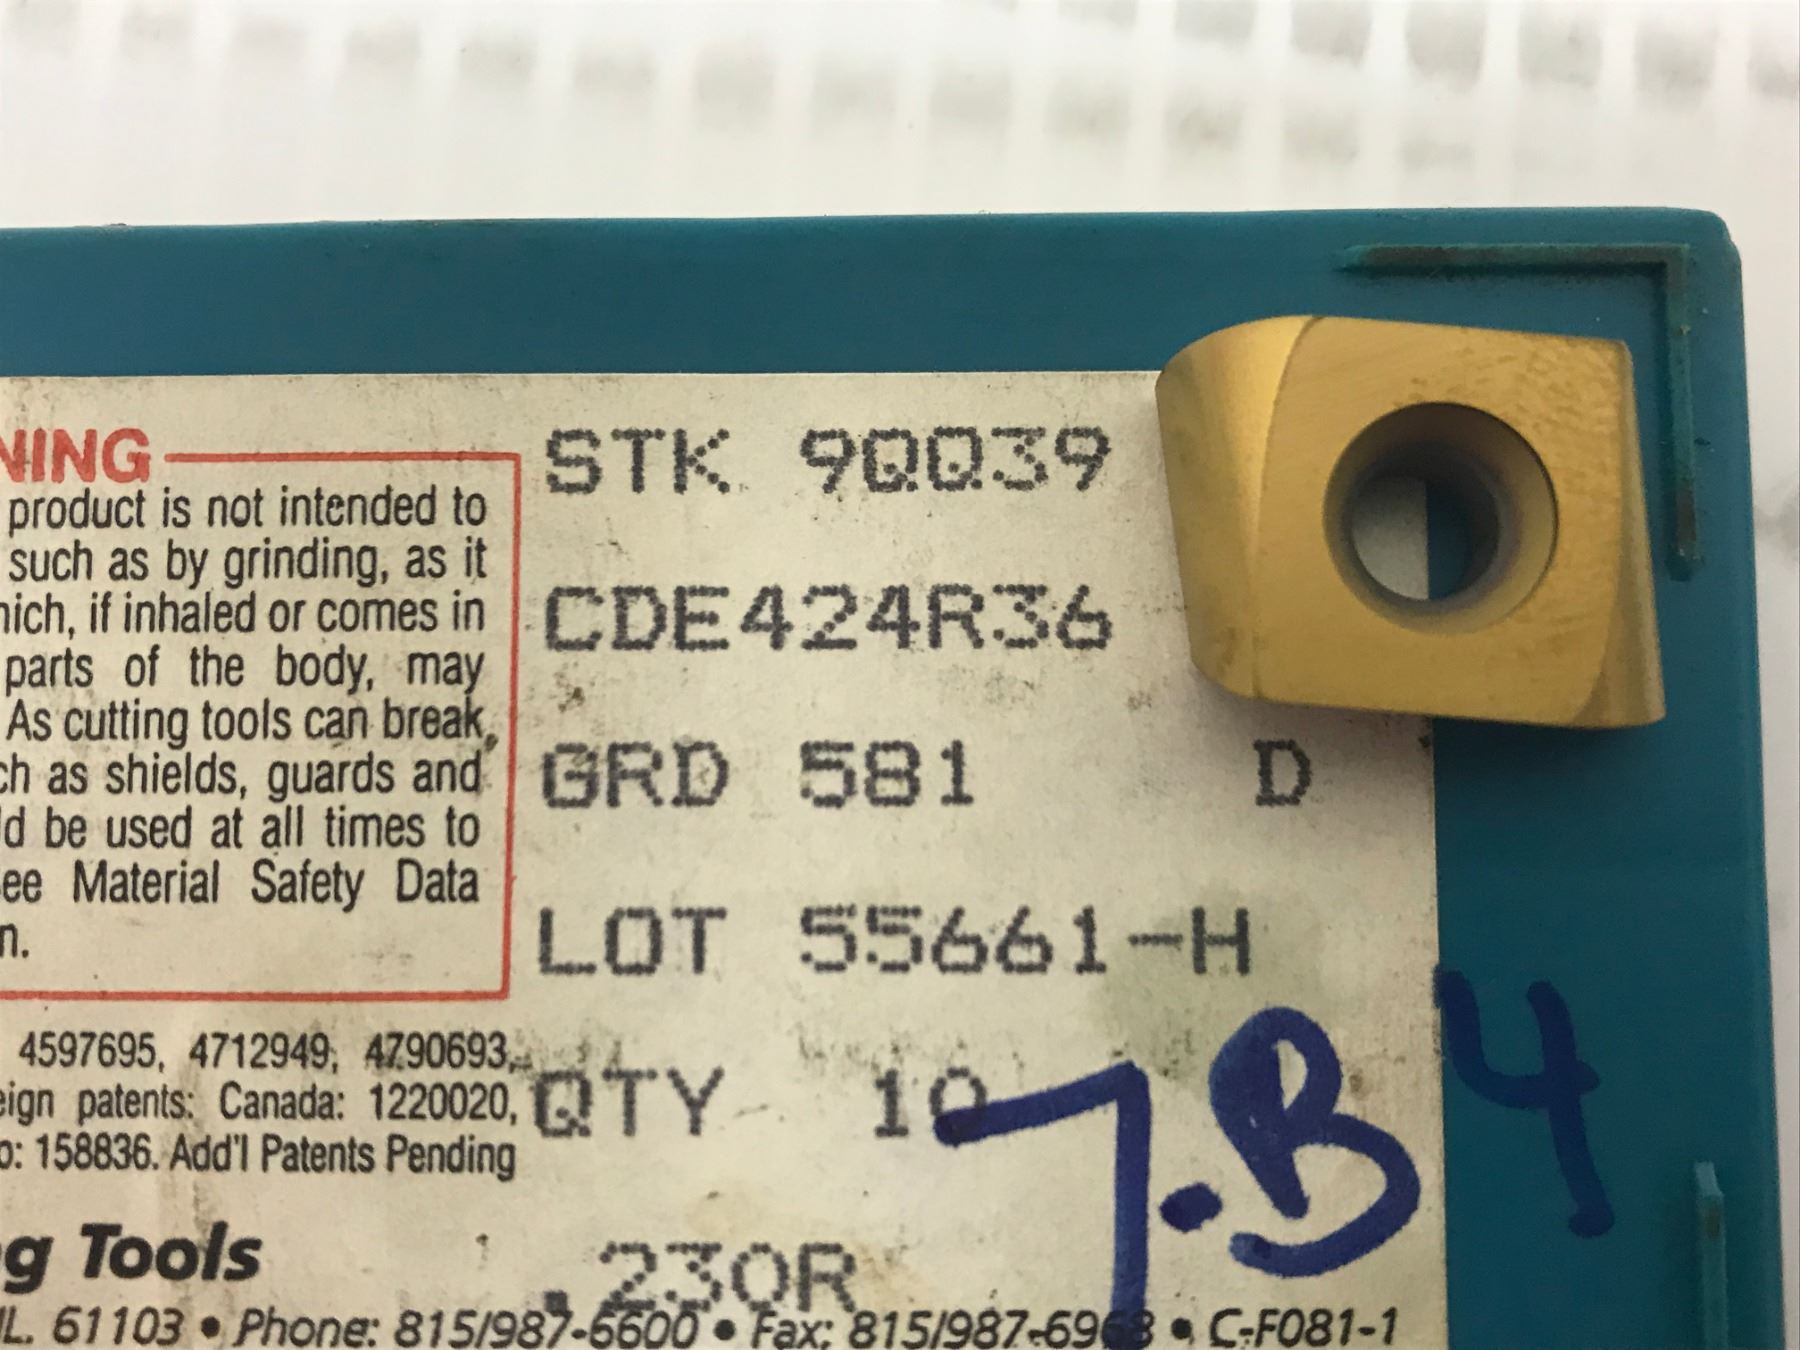 NING
product is not intended to
such as by grinding, as it
hich, if inhaled or comes in
parts of the body, may
As cutting tools can break,
ch as shields, guards and
d be used at all times to
ee Material Safety Data
n.
4597695, 4712949, 4790693,
eign patents: Canada: 1220020,
o: 158836. Add'l Patents Pending
g Tools
IL. 61103 • Phone: 815/987-6600 • Fax: 815/987-6968 • C-F081-1
STK 90039
CDE424R36
GRD 581 D
LOT 55661-H
QTY 10
.230R
7.B 4